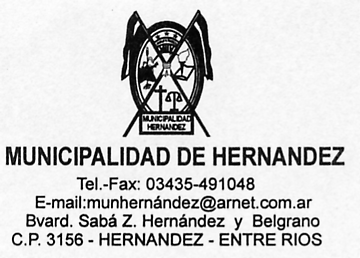 MUNICIPALIDAD
HERNANDEZ
MUNICIPALIDAD DE HERNANDEZ
Tel.-Fax: 03435-491048
E-mail:munhernández@arnet.com.ar
Bvard. Sabá Z. Hernández y Belgrano
C.P. 3156 - HERNANDEZ - ENTRE RIOS